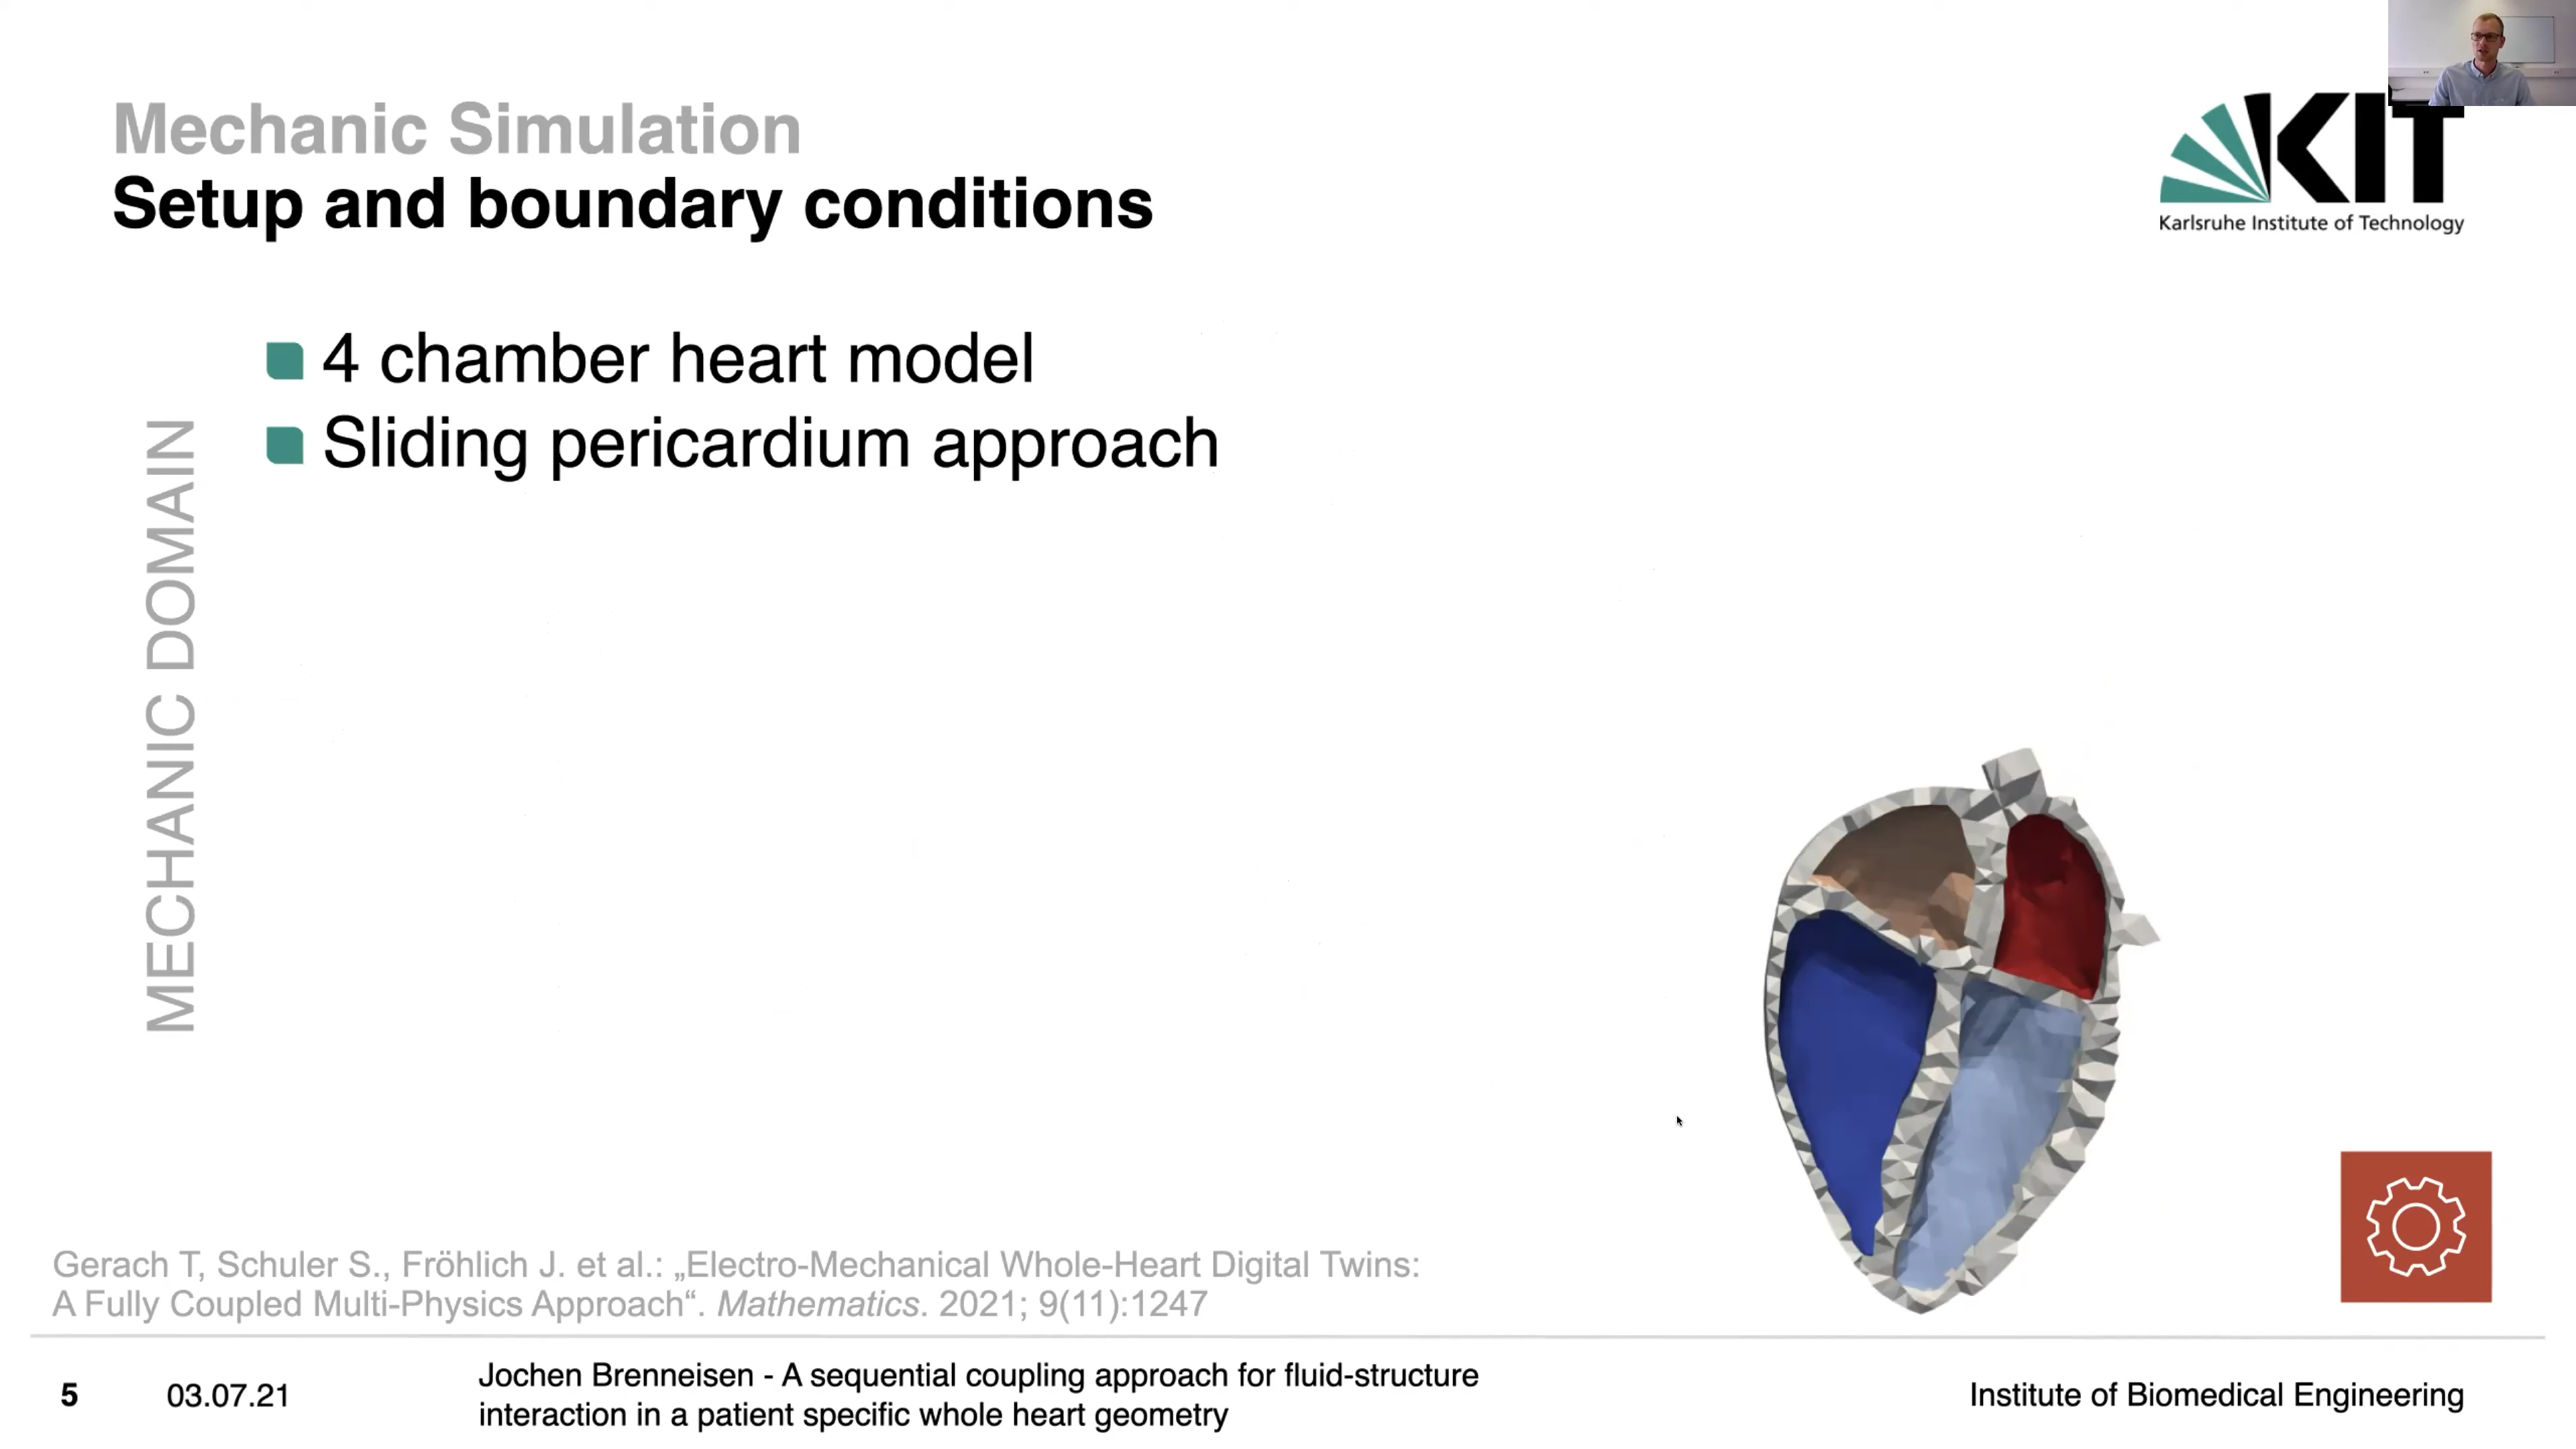 Mechanic Simulation
Setup and boundary conditions
KIT
Karlsruhe Institute of Technology
4 chamber heart model
Sliding pericardium approach
MECHANIC DOMAIN
Gerach T, Schuler S., Fröhlich J. et al.: „Electro-Mechanical Whole-Heart Digital Twins:
A Fully Coupled Multi-Physics Approach“. Mathematics. 2021; 9(11):1247
5
03.07.21
Jochen Brenneisen - A sequential coupling approach for fluid-structure
interaction in a patient specific whole heart geometry
Institute of Biomedical Engineering